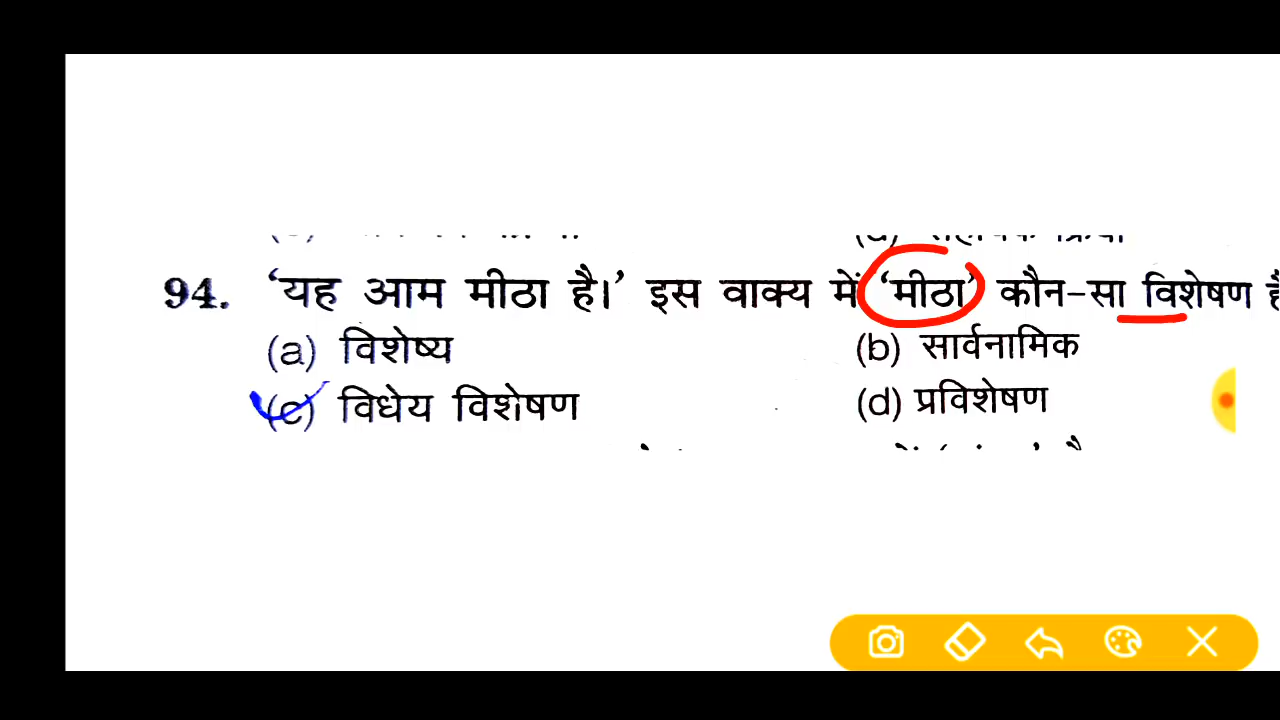 94. ‘यह आम मीठा है।’ इस वाक्य में ‘मीठा’ कौन-सा विशेषण है
(a) विशेष्य (b) सार्वनामिक
(c) विधेय विशेषण (d) प्रविशेषण